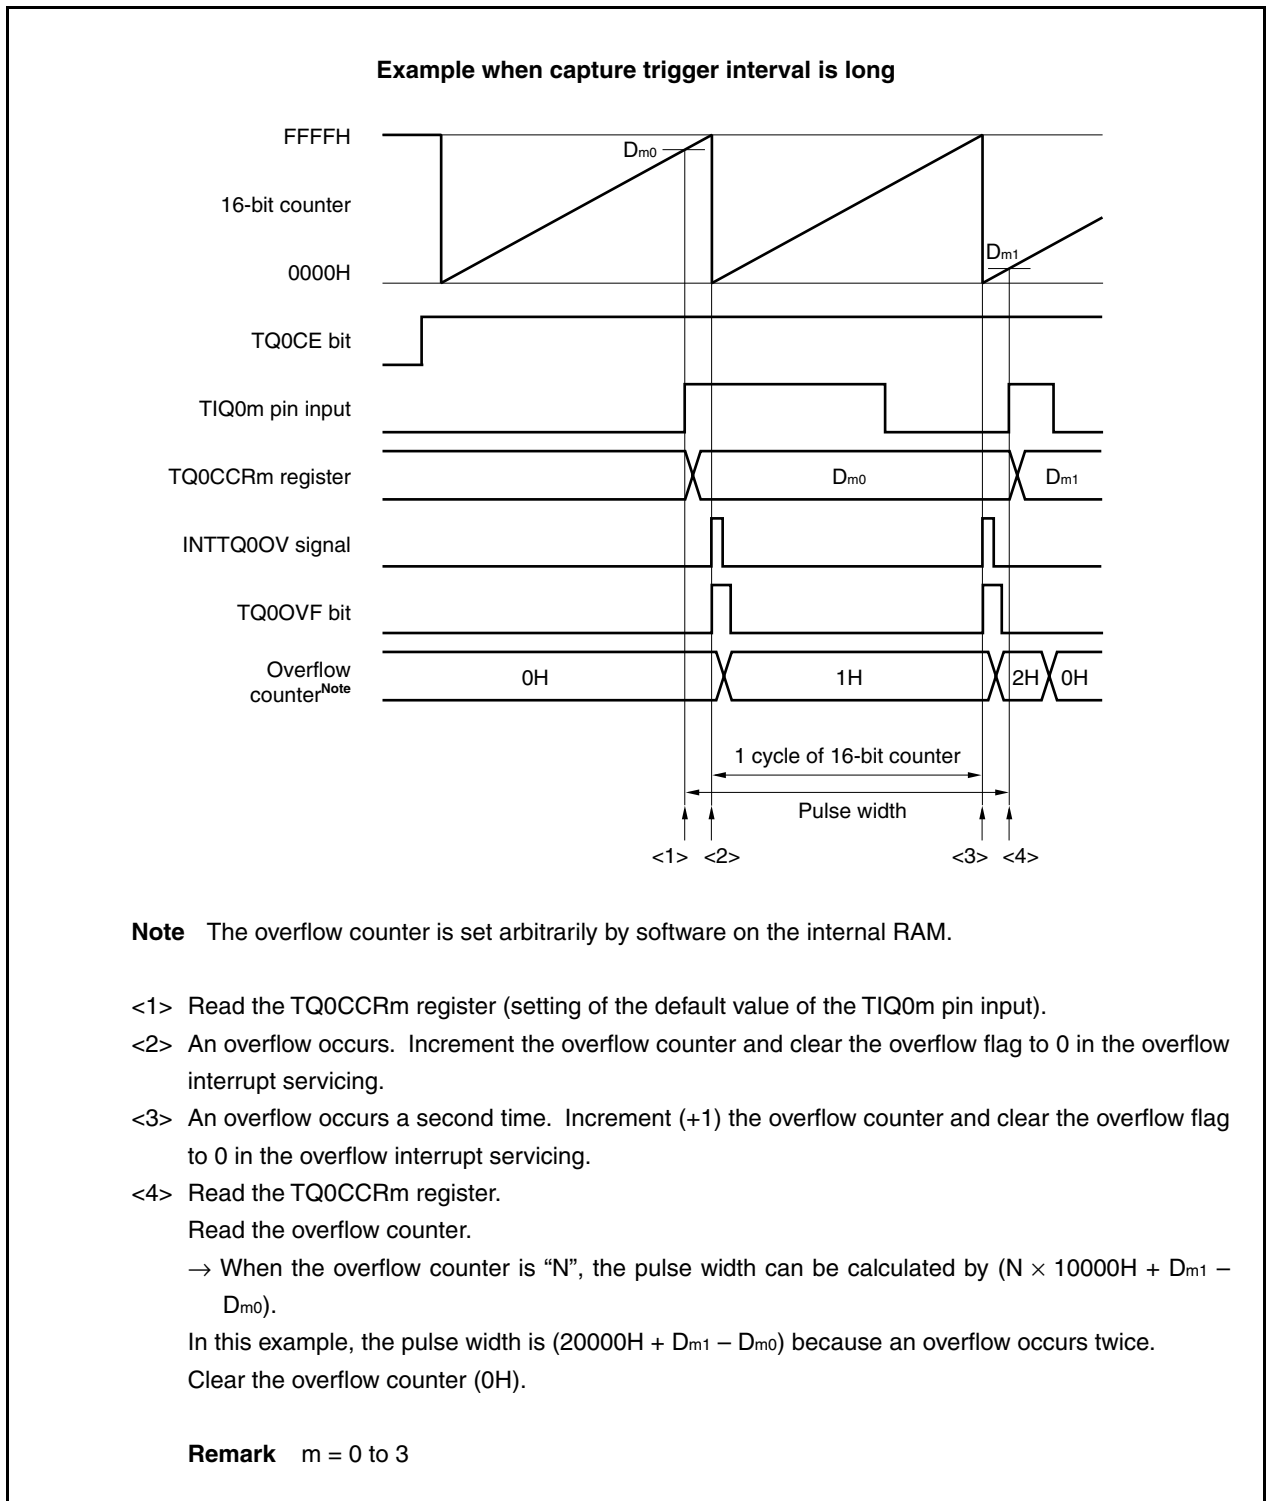 Example when capture trigger interval is long
FFFFH
Dm0
16-bit counter
Dm1
0000H
TQ0CE bit
TIQ0m pin input
TQ0CCRm register
Dm0
Dm1
INTTQ0OV signal
TQ0OVF bit
Overflow
counterNote
0H
1H
2H
0H
1 cycle of 16-bit counter
Pulse width
<1> <2> <3> <4>
Note The overflow counter is set arbitrarily by software on the internal RAM.
<1> Read the TQ0CCRm register (setting of the default value of the TIQ0m pin input).
<2> An overflow occurs. Increment the overflow counter and clear the overflow flag to 0 in the overflow
interrupt servicing.
<3> An overflow occurs a second time. Increment (+1) the overflow counter and clear the overflow flag
to 0 in the overflow interrupt servicing.
<4> Read the TQ0CCRm register.
Read the overflow counter.
→ When the overflow counter is “N”, the pulse width can be calculated by (N × 10000H + Dm1 –
Dm0).
In this example, the pulse width is (20000H + Dm1 – Dm0) because an overflow occurs twice.
Clear the overflow counter (0H).
Remark m = 0 to 3